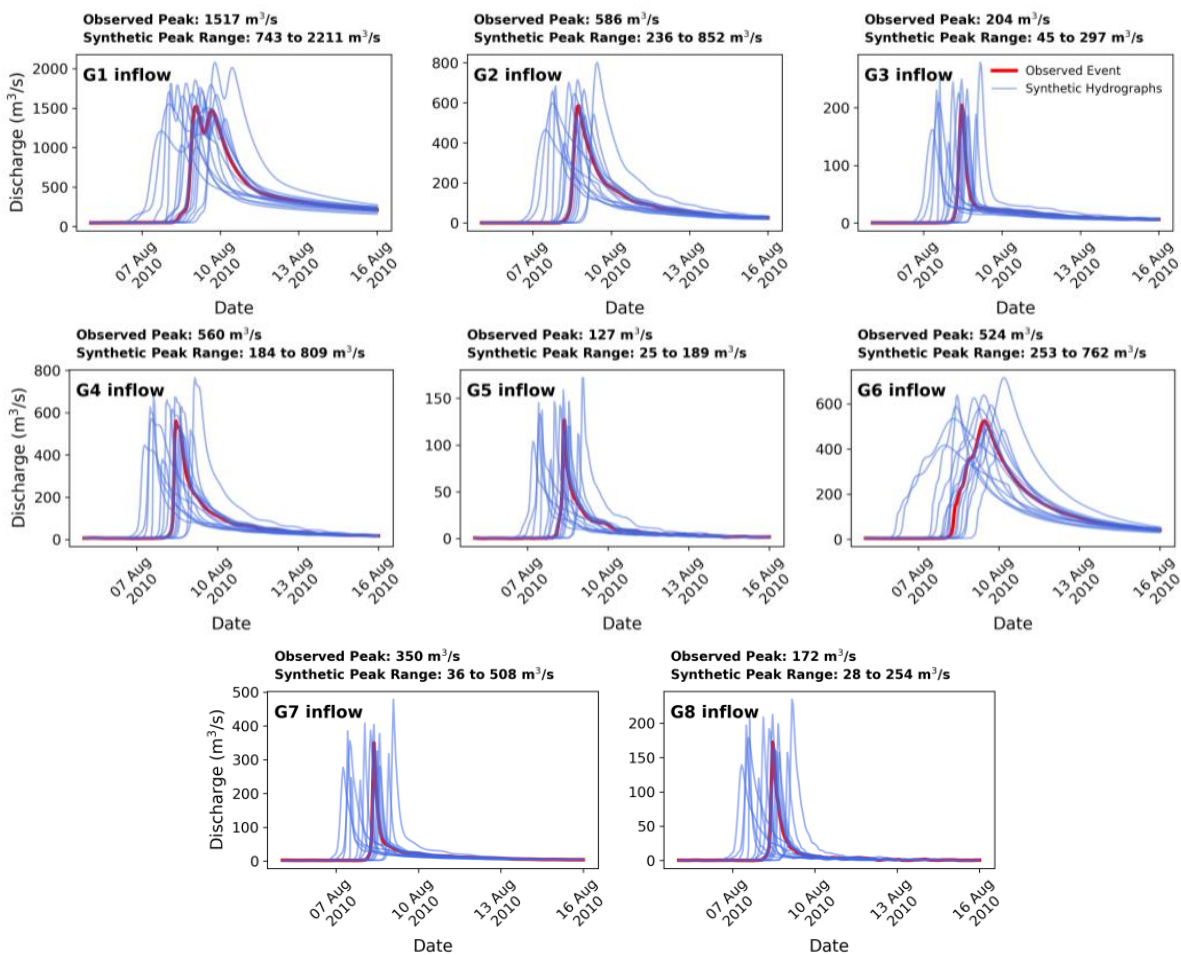 Observed Peak: 1517 m³/s
Synthetic Peak Range: 743 to 2211 m³/s
G1 inflow
Discharge (m³/s)
2000
1500
1000
500
0
07 Aug
2010
10 Aug
2010
13 Aug
2010
16 Aug
2010
Date
Observed Peak: 586 m³/s
Synthetic Peak Range: 236 to 852 m³/s
G2 inflow
800
600
400
200
0
07 Aug
2010
10 Aug
2010
13 Aug
2010
16 Aug
2010
Date
Observed Peak: 204 m³/s
Synthetic Peak Range: 45 to 297 m³/s
G3 inflow
Observed Event
Synthetic Hydrographs
200
100
0
07 Aug
2010
10 Aug
2010
13 Aug
2010
16 Aug
2010
Date
Observed Peak: 560 m³/s
Synthetic Peak Range: 184 to 809 m³/s
G4 inflow
Discharge (m³/s)
800
600
400
200
0
07 Aug
2010
10 Aug
2010
13 Aug
2010
16 Aug
2010
Date
Observed Peak: 127 m³/s
Synthetic Peak Range: 25 to 189 m³/s
G5 inflow
150
100
50
0
07 Aug
2010
10 Aug
2010
13 Aug
2010
16 Aug
2010
Date
Observed Peak: 524 m³/s
Synthetic Peak Range: 253 to 762 m³/s
G6 inflow
600
400
200
0
07 Aug
2010
10 Aug
2010
13 Aug
2010
16 Aug
2010
Date
Observed Peak: 350 m³/s
Synthetic Peak Range: 36 to 508 m³/s
G7 inflow
Discharge (m³/s)
500
400
300
200
100
0
07 Aug
2010
10 Aug
2010
13 Aug
2010
16 Aug
2010
Date
Observed Peak: 172 m³/s
Synthetic Peak Range: 28 to 254 m³/s
G8 inflow
200
150
100
50
0
07 Aug
2010
10 Aug
2010
13 Aug
2010
16 Aug
2010
Date